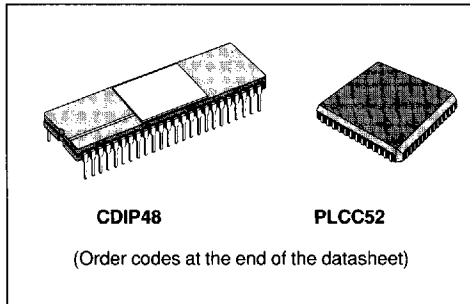 CDIP48 PLCC52
(Order codes at the end of the datasheet)